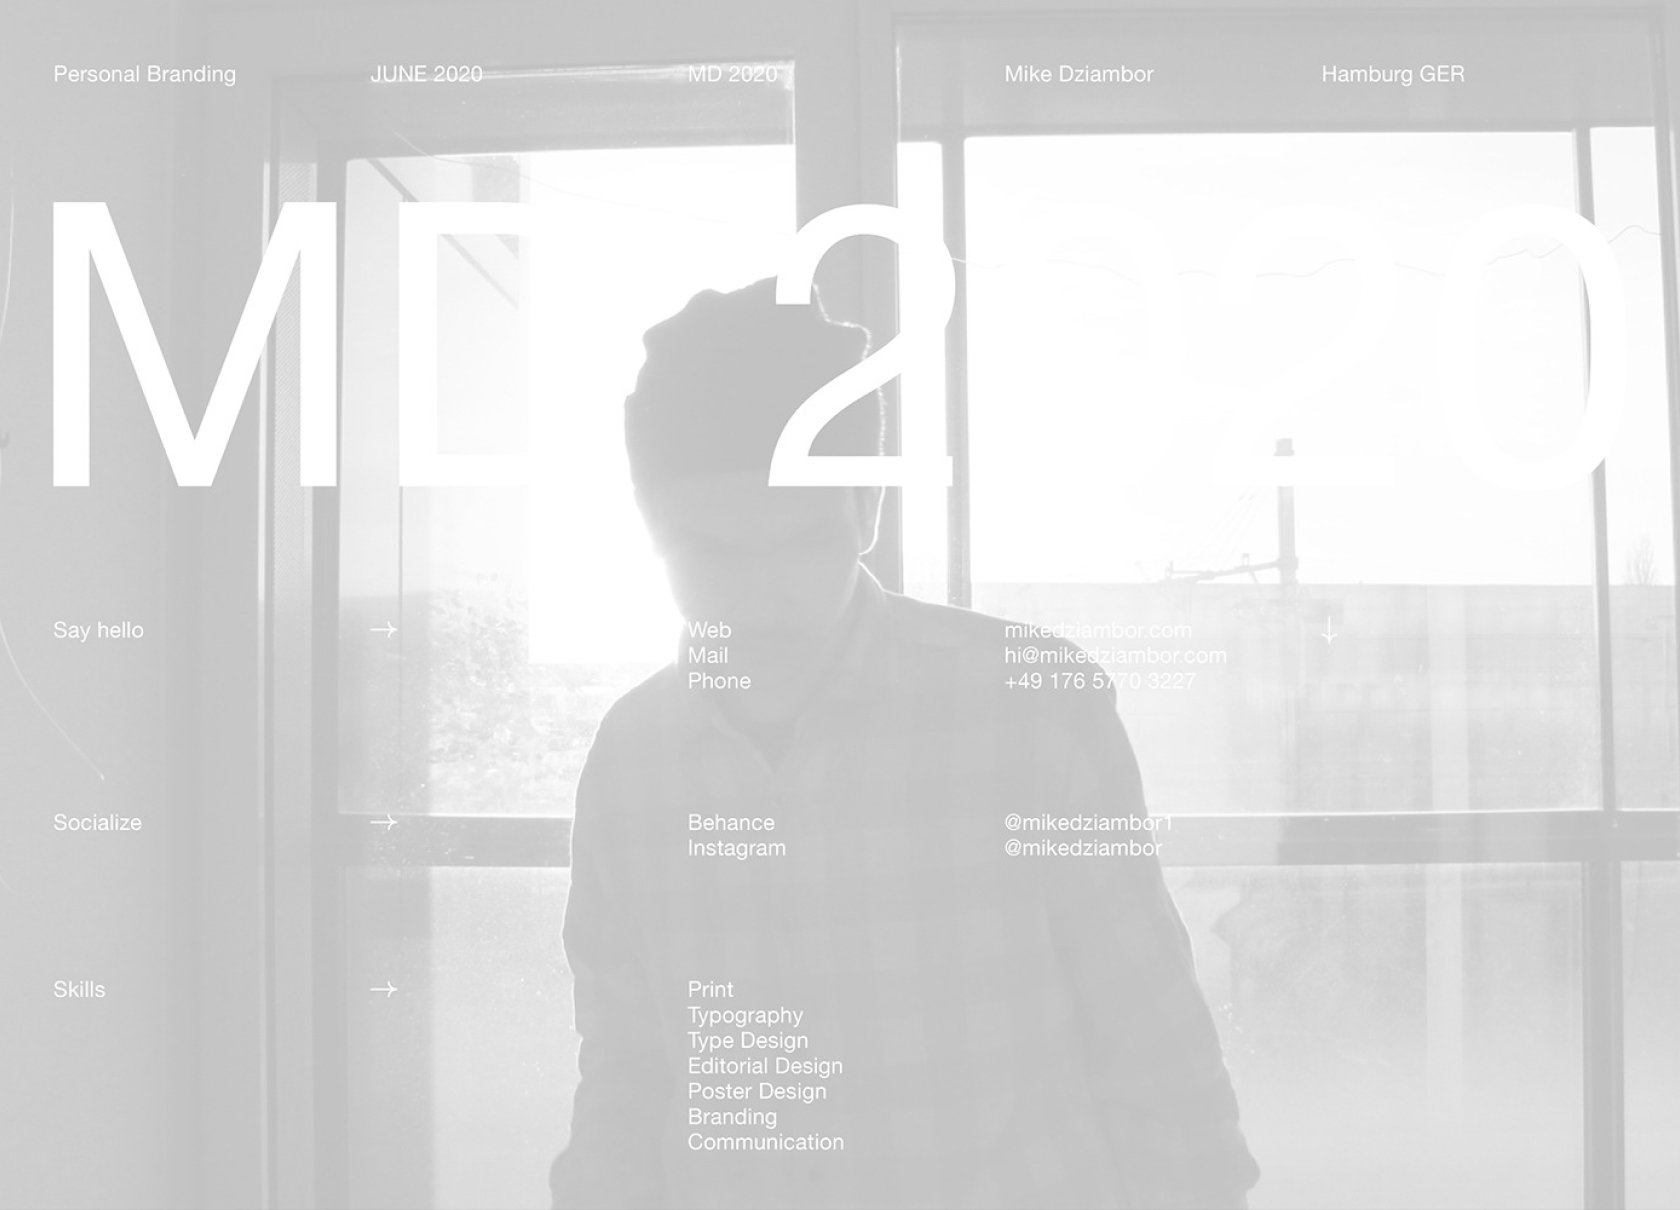 Personal Branding JUNE 2020 MD 2020 Mike Dziambor Hamburg GER
MD 2020
Say hello → Web mikedziambor.com ↓
Mail hi@mikedziambor.com
Phone +49 176 5770 3227
Socialize → Behance @mikedziambor1
Instagram @mikedziambor
Skills → Print
Typography
Type Design
Editorial Design
Poster Design
Branding
Communication